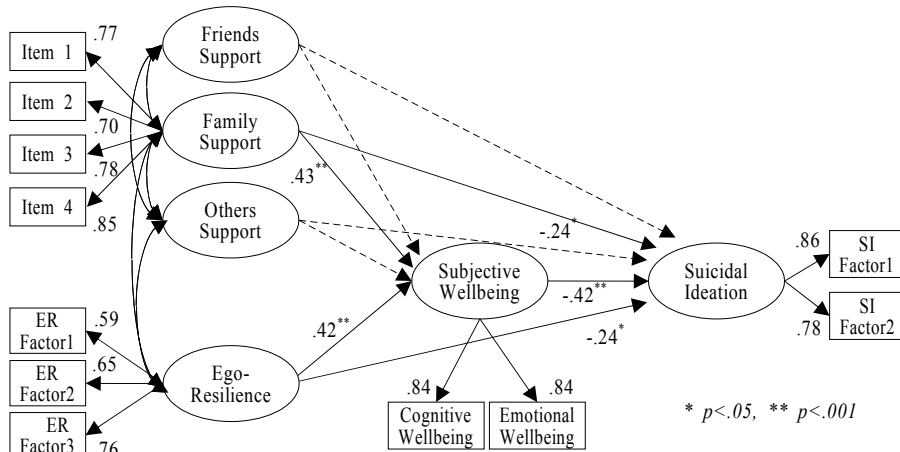 .77
Item 1
Item 2
.70
Item 3
.78
Item 4
.85
Friends
Support
Family
Support
Others
Support
.43**
-.24*
Subjective
Wellbeing
-.42**
Suicidal
Ideation
.86
SI
Factor1
SI
Factor2
.78
ER
Factor1
.59
ER
Factor2
.65
ER
Factor3
.76
Ego-
Resilience
.42**
-.24*
.84
.84
Cognitive
Wellbeing
Emotional
Wellbeing
* p<.05, ** p<.001